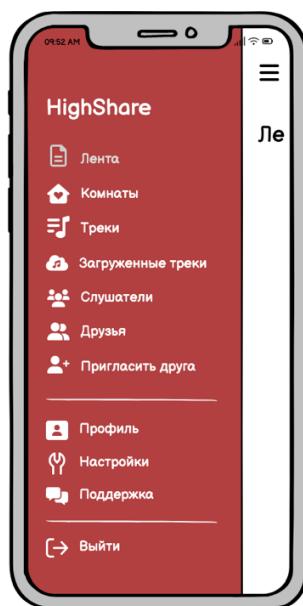 09:52 AM
HighShare
Ле
Лента
Комнаты
Треки
Загруженные треки
Слушатели
Друзья
Пригласить друга
Профиль
Настройки
Поддержка
Выйти